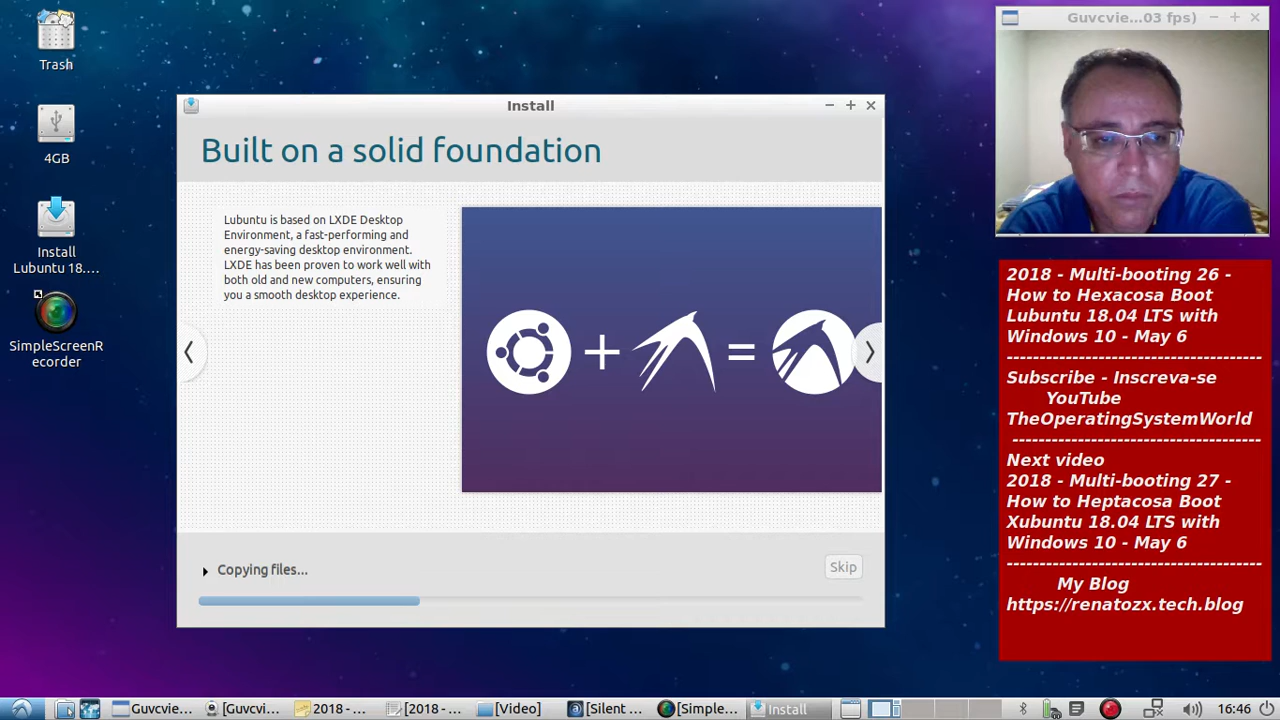 Trash
4GB
Install
Lubuntu 18....
SimpleScreenR
ecorder
Install
Built on a solid foundation
Lubuntu is based on LXDE Desktop
Environment, a fast-performing and
energy-saving desktop environment.
LXDE has been proven to work well with
both old and new computers, ensuring
you a smooth desktop experience.
Copying files...
Skip
Guvcvie...03 fps)
2018 - Multi-booting 26 -
How to Hexacosa Boot
Lubuntu 18.04 LTS with
Windows 10 - May 6
--------------------------------------
Subscribe - Inscreva-se
YouTube
TheOperatingSystemWorld
--------------------------------------
Next video
2018 - Multi-booting 27 -
How to Heptacosa Boot
Xubuntu 18.04 LTS with
Windows 10 - May 6
--------------------------------------
My Blog
https://renatozx.tech.blog
Guvcvie...
[Guvcvi...
2018 - ...
[2018 - ...
[Video]
[Silent ...
[Simple...
Install
16:46